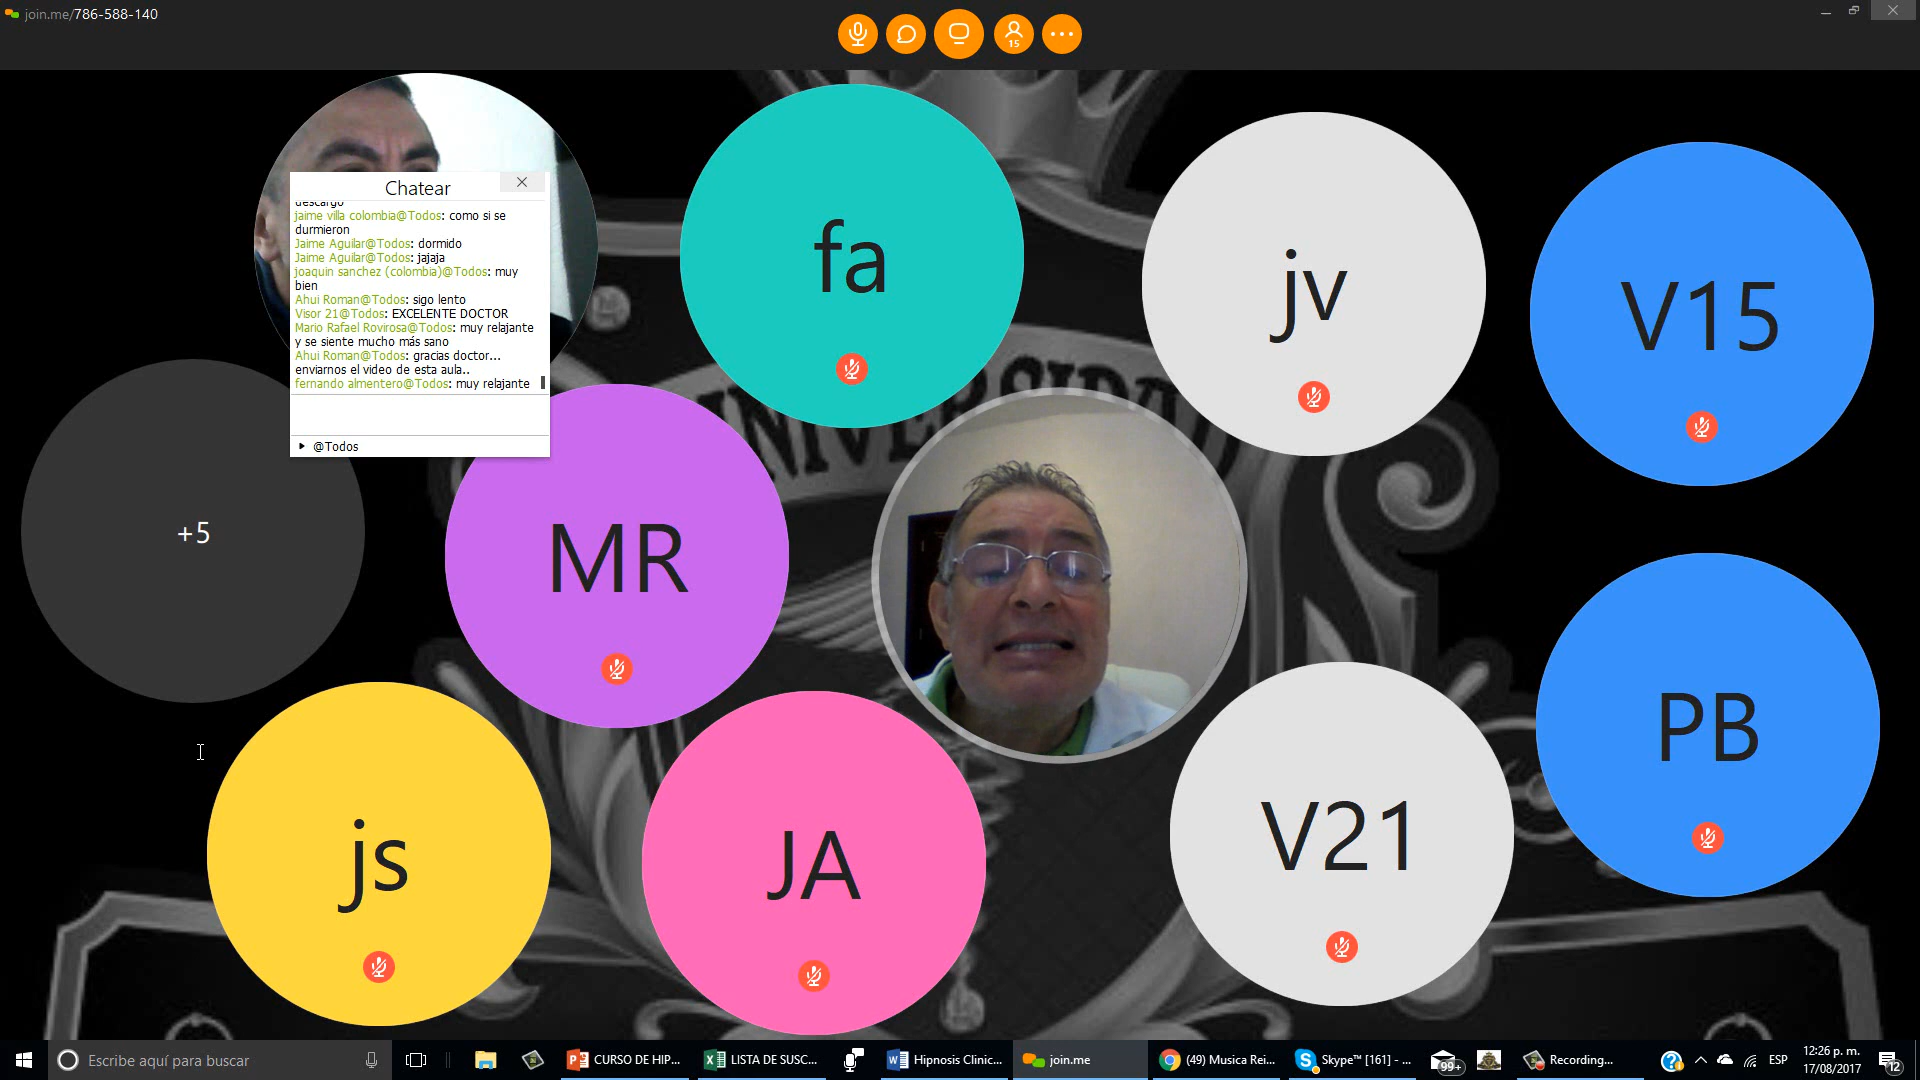 join.me/786-588-140
15
Chatear
descargo
jaime villa colombia@Todos: como si se
durmieron
Jaime Aguilar@Todos: dormido
Jaime Aguilar@Todos: jajaja
joaquin sanchez (colombia)@Todos: muy
bien
Ahui Roman@Todos: sigo lento
Visor 21@Todos: EXCELENTE DOCTOR
Mario Rafael Rovirosa@Todos: muy relajante
y se siente mucho más sano
Ahui Roman@Todos: gracias doctor...
enviarnos el video de esta aula..
fernando almentero@Todos: muy relajante
@Todos
fa
jv
V15
+5
MR
PB
js
JA
V21
Escribe aquí para buscar
CURSO DE HIP...
LISTA DE SUSC...
Hipnosis Clinic...
join.me
(49) Musica Rei...
Skype™ [161] - ...
99+
Recording...
ESP
12:26 p. m.
17/08/2017
12